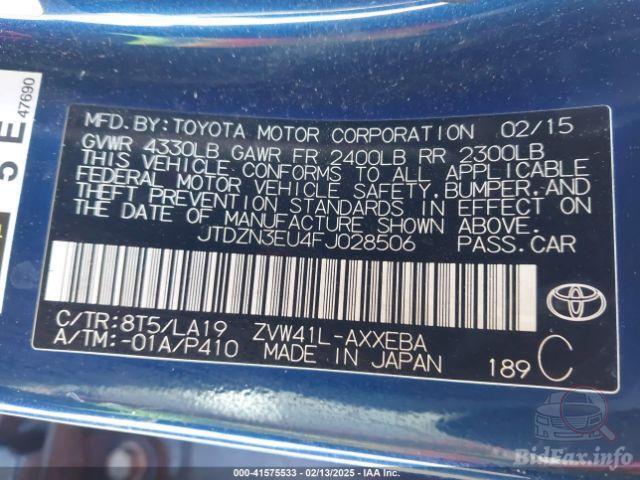 5 E
47690
MFD.BY:TOYOTA MOTOR CORPORATION 02/15
GVWR 4330LB GAWR FR 2400LB RR 2300LB
THIS VEHICLE CONFORMS TO ALL APPLICABLE
FEDERAL MOTOR VEHICLE SAFETY,BUMPER,AND
THEFT PREVENTION STANDARDS IN EFFECT ON
THE DATE OF MANUFACTURE SHOWN ABOVE.
JTDZN3EU4FJ028506 PASS.CAR
C/TR:8T5/LA19 ZVW41L-AXXEBA
A/TM:-01A/P410 MADE IN JAPAN
189 C
TOYOTA
BidFax.info
000-41575533 - 02/13/2025 - IAA Inc.